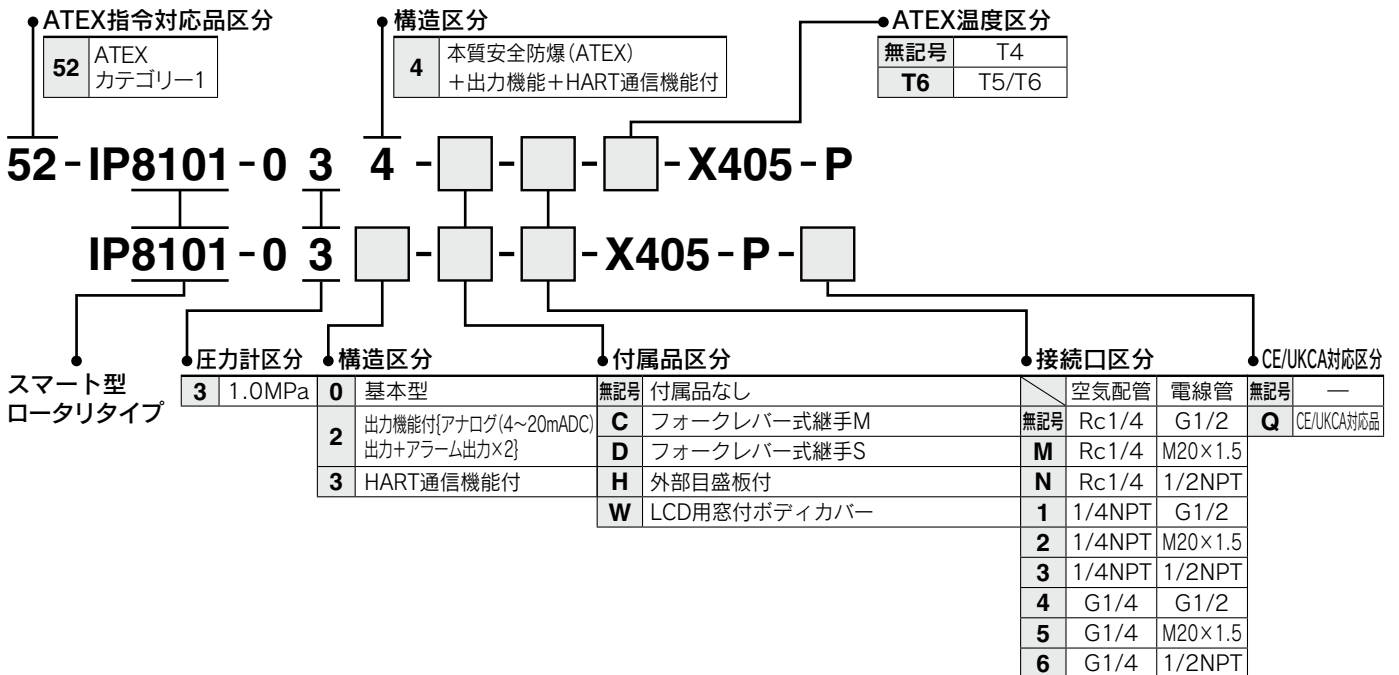 ATEX指令対応品区分
52 ATEX カテゴリー1
構造区分
4 本質安全防爆(ATEX) +出力機能+HART通信機能付
ATEX温度区分
無記号 T4
T6 T5/T6
52-IP8101-0 3 4 -□-□-□-X405-P
IP8101-0 3 □-□-□-X405-P-□
スマート型
ロータリタイプ
圧力計区分
3 1.0MPa
構造区分
0 基本型
2 出力機能付{アナログ(4~20mADC) 出力+アラーム出力×2}
3 HART通信機能付
付属品区分
無記号 付属品なし
C フォークレバー式継手M
D フォークレバー式継手S
H 外部目盛板付
W LCD用窓付ボディカバー
接続口区分
空気配管 電線管
無記号 Rc1/4 G1/2
M Rc1/4 M20×1.5
N Rc1/4 1/2NPT
1 1/4NPT G1/2
2 1/4NPT M20×1.5
3 1/4NPT 1/2NPT
4 G1/4 G1/2
5 G1/4 M20×1.5
6 G1/4 1/2NPT
CE/UKCA対応区分
無記号 —
Q CE/UKCA対応品